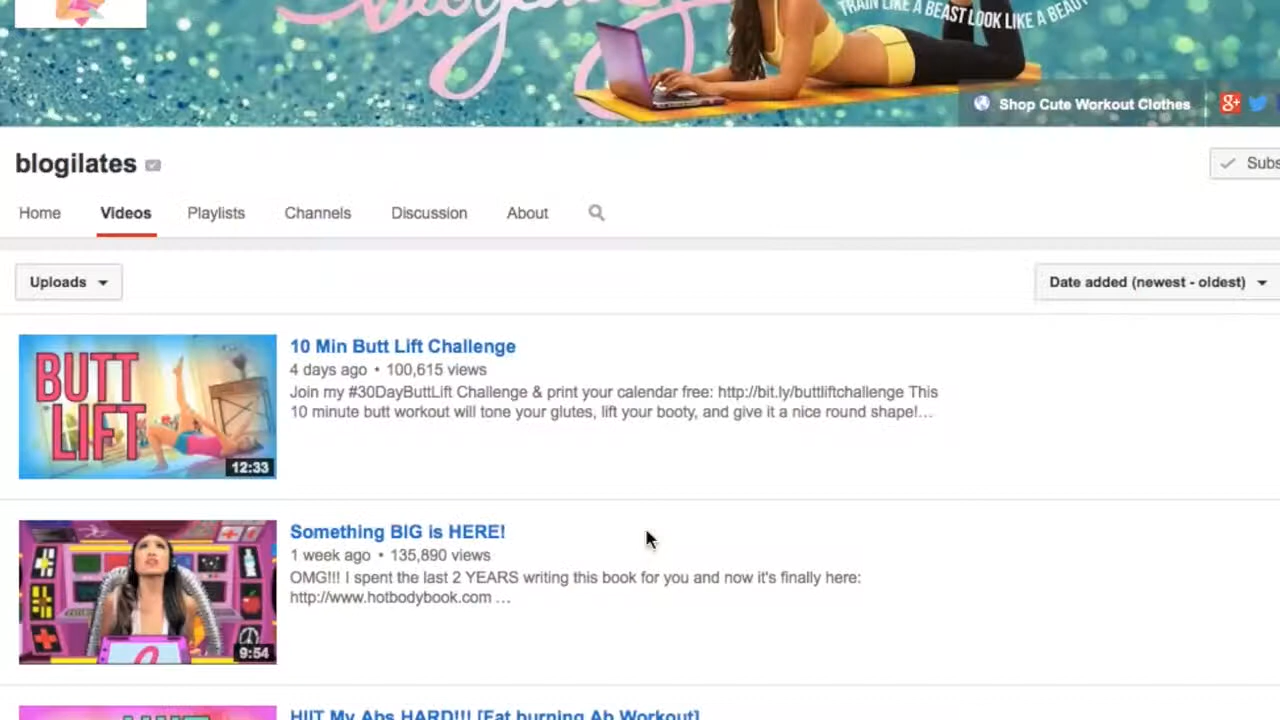 blogilates
TRAIN LIKE A BEAST LOOK LIKE A BEAUTY
Shop Cute Workout Clothes
g+
blogilates
Subs
Home
Videos
Playlists
Channels
Discussion
About
Uploads
Date added (newest - oldest)
BUTT
LIFT
12:33
10 Min Butt Lift Challenge
4 days ago • 100,615 views
Join my #30DayButtLift Challenge & print your calendar free: http://bit.ly/buttliftchallenge This
10 minute butt workout will tone your glutes, lift your booty, and give it a nice round shape!...
9:54
Something BIG is HERE!
1 week ago • 135,890 views
OMG!!! I spent the last 2 YEARS writing this book for you and now it's finally here:
http://www.hotbodybook.com ...
HIIT My Abs HARD!!! [Fat burning Ab Workout]